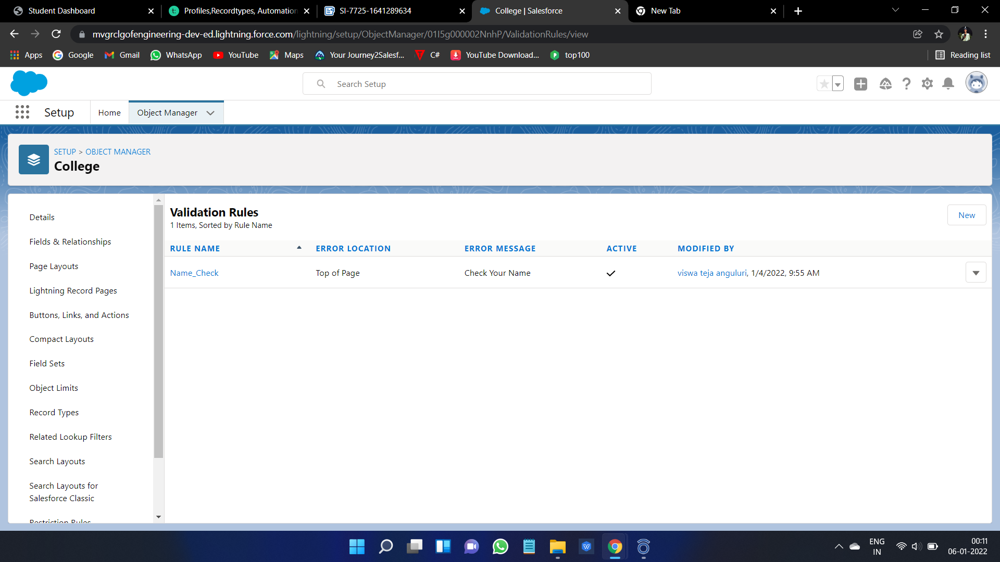 Student Dashboard
Profiles,Recordtypes, Automation
SI-7725-1641289634
College | Salesforce
New Tab
mvgrclgofengineering-dev-ed.lightning.force.com/lightning/setup/ObjectManager/01I5g000002NnhP/ValidationRules/view
Apps Google Gmail WhatsApp YouTube Maps Your Journey2Salesf... C# YouTube Download... top100 Reading list
Search Setup
Setup Home Object Manager
SETUP > OBJECT MANAGER
College
Details
Fields & Relationships
Page Layouts
Lightning Record Pages
Buttons, Links, and Actions
Compact Layouts
Field Sets
Object Limits
Record Types
Related Lookup Filters
Search Layouts
Search Layouts for
Salesforce Classic
Restriction Rules
Validation Rules
1 Items, Sorted by Rule Name
New
RULE NAME ERROR LOCATION ERROR MESSAGE ACTIVE MODIFIED BY
Name_Check Top of Page Check Your Name viswa teja anguluri, 1/4/2022, 9:55 AM
ENG
IN
00:11
06-01-2022